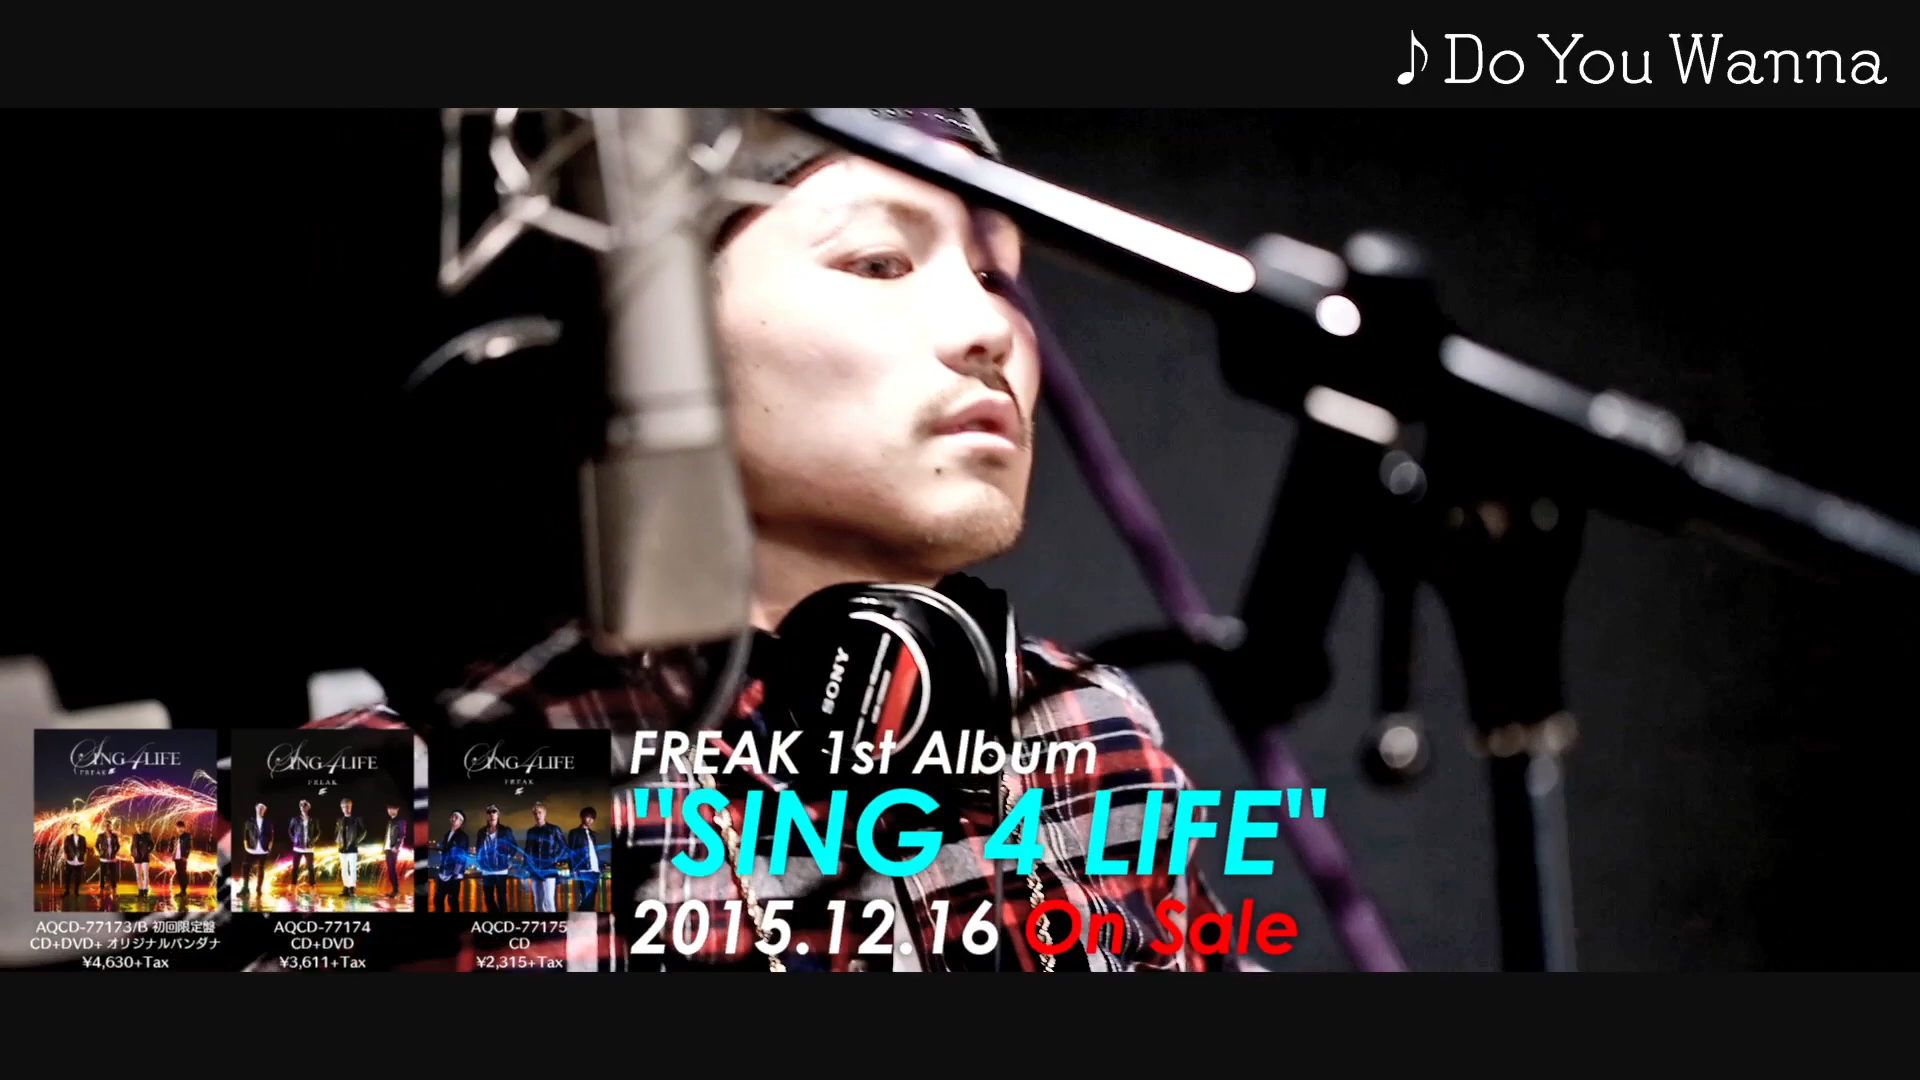 ♪Do You Wanna
SONY
SING 4 LIFE
FREAK
SING 4 LIFE
FREAK
SING 4 LIFE
FREAK
AQCD-77173/B 初回限定盤
CD+DVD+ オリジナルバンダナ
¥4,630+Tax
AQCD-77174
CD+DVD
¥3,611+Tax
AQCD-77175
CD
¥2,315+Tax
FREAK 1st Album
"SING 4 LIFE"
2015.12.16 On Sale